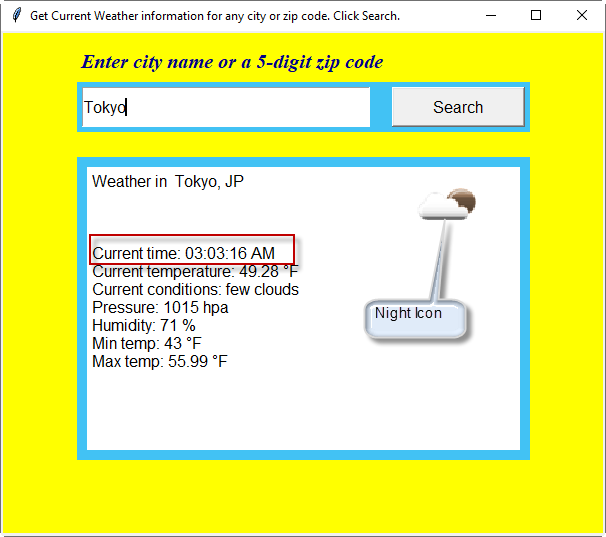 Get Current Weather information for any city or zip code. Click Search.
Enter city name or a 5-digit zip code
Tokyo
Search
Weather in  Tokyo, JP
Current time: 03:03:16 AM
Current temperature: 49.28 °F
Current conditions: few clouds
Night Icon
Pressure: 1015 hpa
Humidity: 71 %
Min temp: 43 °F
Max temp: 55.99 °F